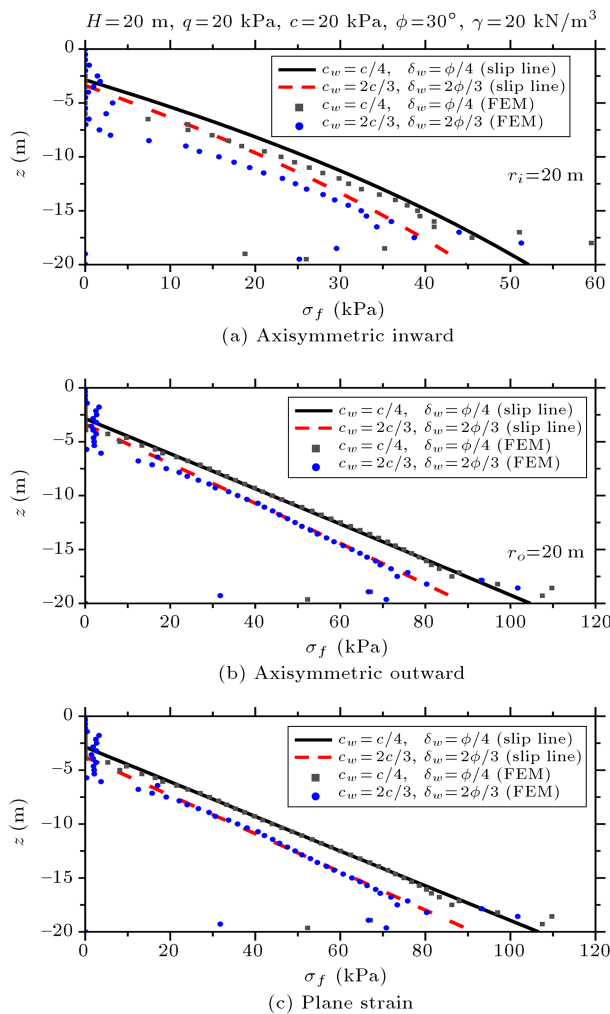 H=20 m, q=20 kPa, c=20 kPa, ϕ=30°, γ=20 kN/m³
0
−5
−10
−15
−20
z (m)
c_w=c/4, δ_w=ϕ/4 (slip line)
c_w=2c/3, δ_w=2ϕ/3 (slip line)
c_w=c/4, δ_w=ϕ/4 (FEM)
c_w=2c/3, δ_w=2ϕ/3 (FEM)
r_i=20 m
0 10 20 30 40 50 60
σ_f (kPa)
(a) Axisymmetric inward
0
−5
−10
−15
−20
z (m)
c_w=c/4, δ_w=ϕ/4 (slip line)
c_w=2c/3, δ_w=2ϕ/3 (slip line)
c_w=c/4, δ_w=ϕ/4 (FEM)
c_w=2c/3, δ_w=2ϕ/3 (FEM)
r_o=20 m
0 20 40 60 80 100 120
σ_f (kPa)
(b) Axisymmetric outward
0
−5
−10
−15
−20
z (m)
c_w=c/4, δ_w=ϕ/4 (slip line)
c_w=2c/3, δ_w=2ϕ/3 (slip line)
c_w=c/4, δ_w=ϕ/4 (FEM)
c_w=2c/3, δ_w=2ϕ/3 (FEM)
0 20 40 60 80 100 120
σ_f (kPa)
(c) Plane strain